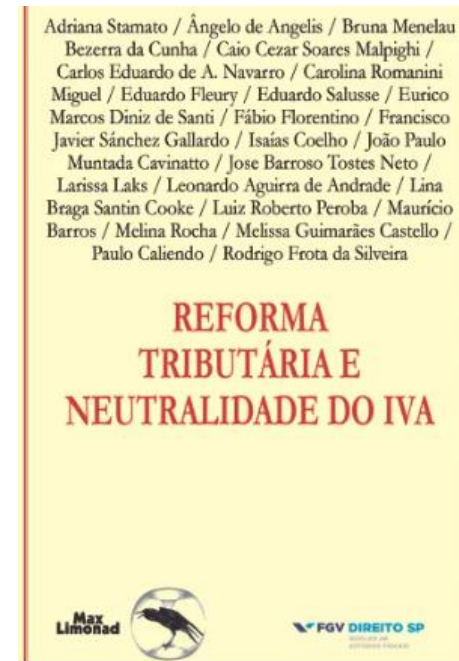 Adriana Stamato / Ângelo de Angelis / Bruna Menelau
Bezerra da Cunha / Caio Cezar Soares Malpighi /
Carlos Eduardo de A. Navarro / Carolina Romanini
Miguel / Eduardo Fleury / Eduardo Salusse / Eurico
Marcos Diniz de Santi / Fábio Florentino / Francisco
Javier Sánchez Gallardo / Isaías Coelho / João Paulo
Muntada Cavinatto / Jose Barroso Tostes Neto /
Larissa Laks / Leonardo Aguirra de Andrade / Lina
Braga Santin Cooke / Luiz Roberto Peroba / Maurício
Barros / Melina Rocha / Melissa Guimarães Castello /
Paulo Caliendo / Rodrigo Frota da Silveira
REFORMA
TRIBUTÁRIA E
NEUTRALIDADE DO IVA
Max
Limonad
FGV DIREITO SP
NÚCLEO DE
ESTUDOS FISCAIS